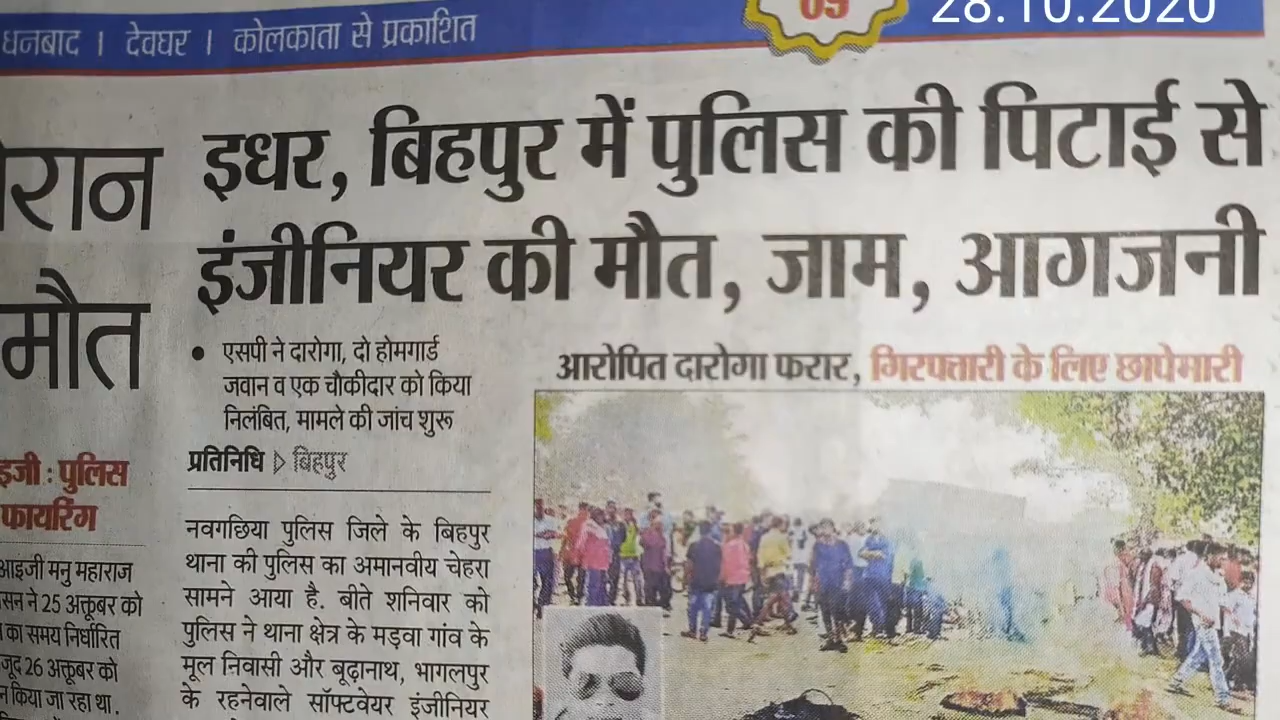 धनबाद । देवघर । कोलकाता से प्रकाशित
09
28.10.2020
मौत
इधर, बिहपुर में पुलिस की पिटाई से
इंजीनियर की मौत, जाम, आगजनी
• एसपी ने दारोगा, दो होमगार्ड
जवान व एक चौकीदार को किया
निलंबित, मामले की जांच शुरू
आरोपित दारोगा फरार, गिरफ्तारी के लिए छापेमारी
प्रतिनिधि ▷ बिहपुर
नवगछिया पुलिस जिले के बिहपुर
थाना की पुलिस का अमानवीय चेहरा
सामने आया है. बीते शनिवार को
पुलिस ने थाना क्षेत्र के मड़वा गांव के
मूल निवासी और बूढ़ानाथ, भागलपुर
के रहनेवाले सॉफ्टवेयर इंजीनियर
: पुलिस
फायरिंग
आइजी मनु महाराज
ने 25 अक्तूबर को
का समय निर्धारित
26 अक्तूबर को
किया जा रहा था.